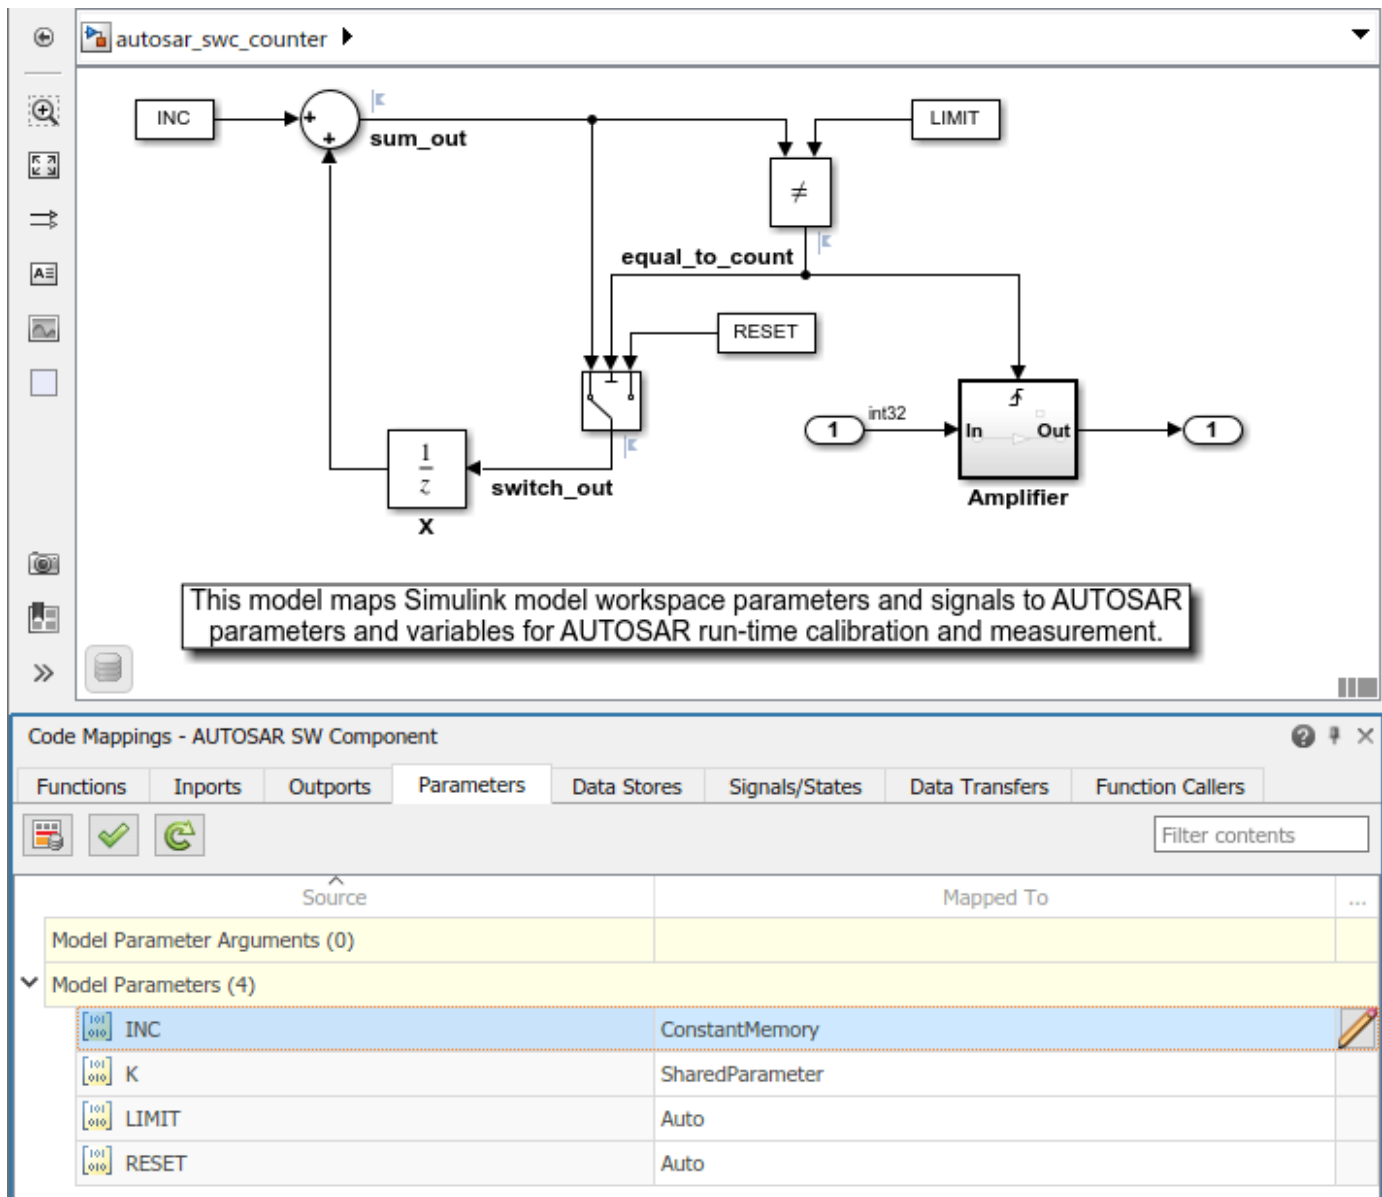 autosar_swc_counter
INC
+
+
sum_out
LIMIT
≠
equal_to_count
RESET
1
int32
In
Out
1
Amplifier
1
z
switch_out
X
This model maps Simulink model workspace parameters and signals to AUTOSAR
parameters and variables for AUTOSAR run-time calibration and measurement.
Code Mappings - AUTOSAR SW Component
Functions Inports Outports Parameters Data Stores Signals/States Data Transfers Function Callers
Filter contents
Source Mapped To ...
Model Parameter Arguments (0)
Model Parameters (4)
INC ConstantMemory
K SharedParameter
LIMIT Auto
RESET Auto